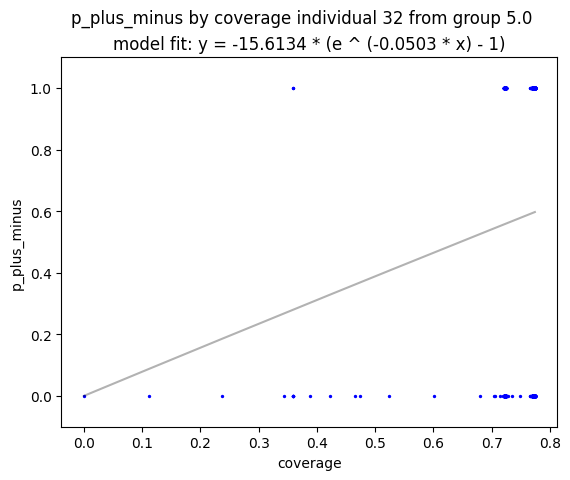 p_plus_minus by coverage individual 32 from group 5.0
model fit: y = -15.6134 * (e ^ (-0.0503 * x) - 1)
1.0
0.8
0.6
0.4
0.2
0.0
p_plus_minus
0.0 0.1 0.2 0.3 0.4 0.5 0.6 0.7 0.8
coverage